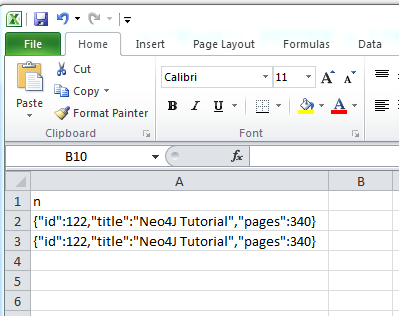 File Home Insert Page Layout Formulas Data
Cut
Copy
Format Painter
Paste
Clipboard
Calibri 11 A A
B I U A
Font
B10 fx
A B
1 n
2 {"id":122,"title":"Neo4J Tutorial","pages":340}
3 {"id":122,"title":"Neo4J Tutorial","pages":340}
4
5
6